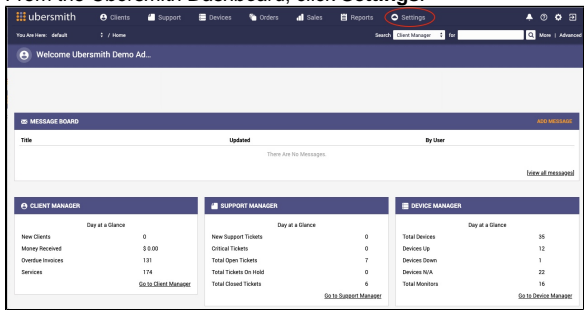 From the Ubersmith Dashboard, click Settings.
ubersmith Clients Support Devices Orders Sales Reports Settings
You Are Here: default / Home Search Client Manager for More | Advanced
Welcome Ubersmith Demo Ad...
MESSAGE BOARD ADD MESSAGE
Title Updated By User
There Are No Messages.
[view all messages]
CLIENT MANAGER
Day at a Glance
New Clients 0
Money Received $ 0.00
Overdue Invoices 131
Services 174
Go to Client Manager
SUPPORT MANAGER
Day at a Glance
New Support Tickets 0
Critical Tickets 0
Total Open Tickets 7
Total Tickets On Hold 0
Total Closed Tickets 6
Go to Support Manager
DEVICE MANAGER
Day at a Glance
Total Devices 35
Devices Up 12
Devices Down 1
Devices N/A 22
Total Monitors 16
Go to Device Manager